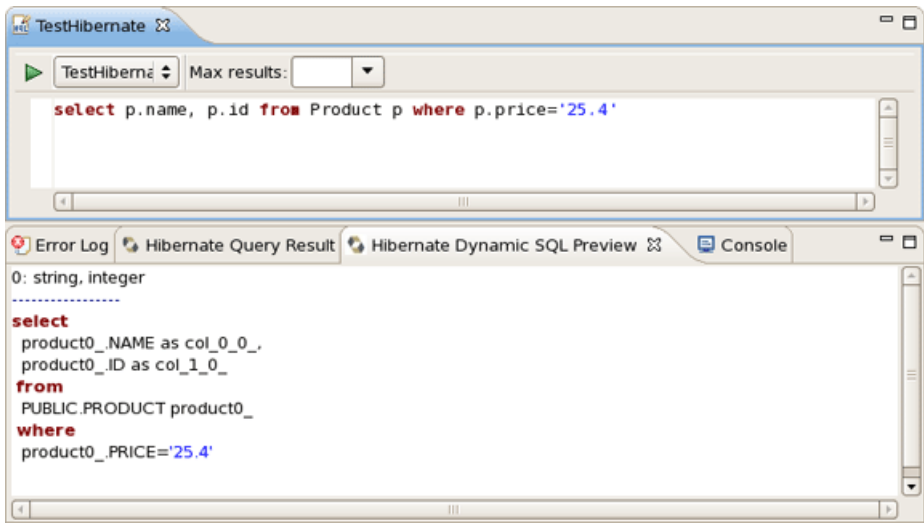 TestHibernate
TestHiberna Max results:
select p.name, p.id from Product p where p.price='25.4'
Error Log Hibernate Query Result Hibernate Dynamic SQL Preview Console
0: string, integer
-----------------
select
product0_.NAME as col_0_0_,
product0_.ID as col_1_0_
from
PUBLIC.PRODUCT product0_
where
product0_.PRICE='25.4'